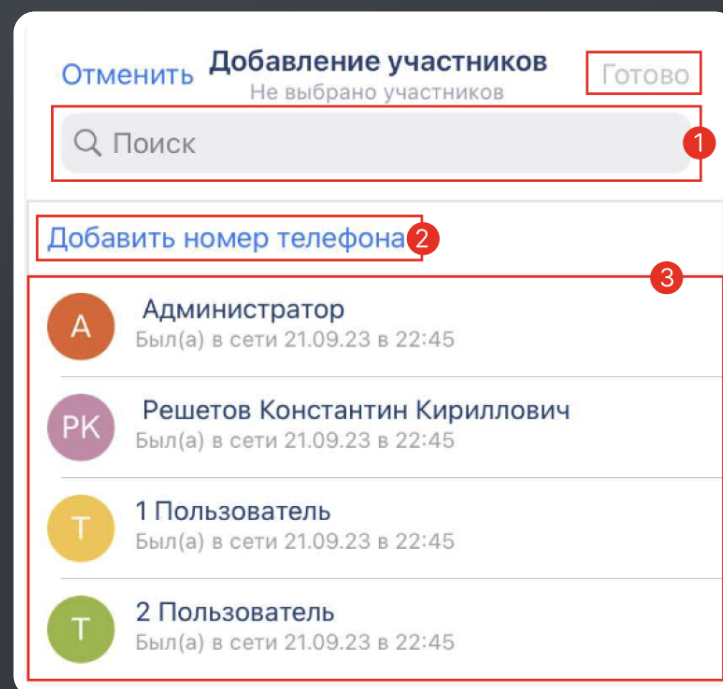 Отменить Добавление участников Готово
Не выбрано участников
Поиск 1
Добавить номер телефона 2
3
А Администратор
Был(а) в сети 21.09.23 в 22:45
РК Решетов Константин Кириллович
Был(а) в сети 21.09.23 в 22:45
Т 1 Пользователь
Был(а) в сети 21.09.23 в 22:45
Т 2 Пользователь
Был(а) в сети 21.09.23 в 22:45